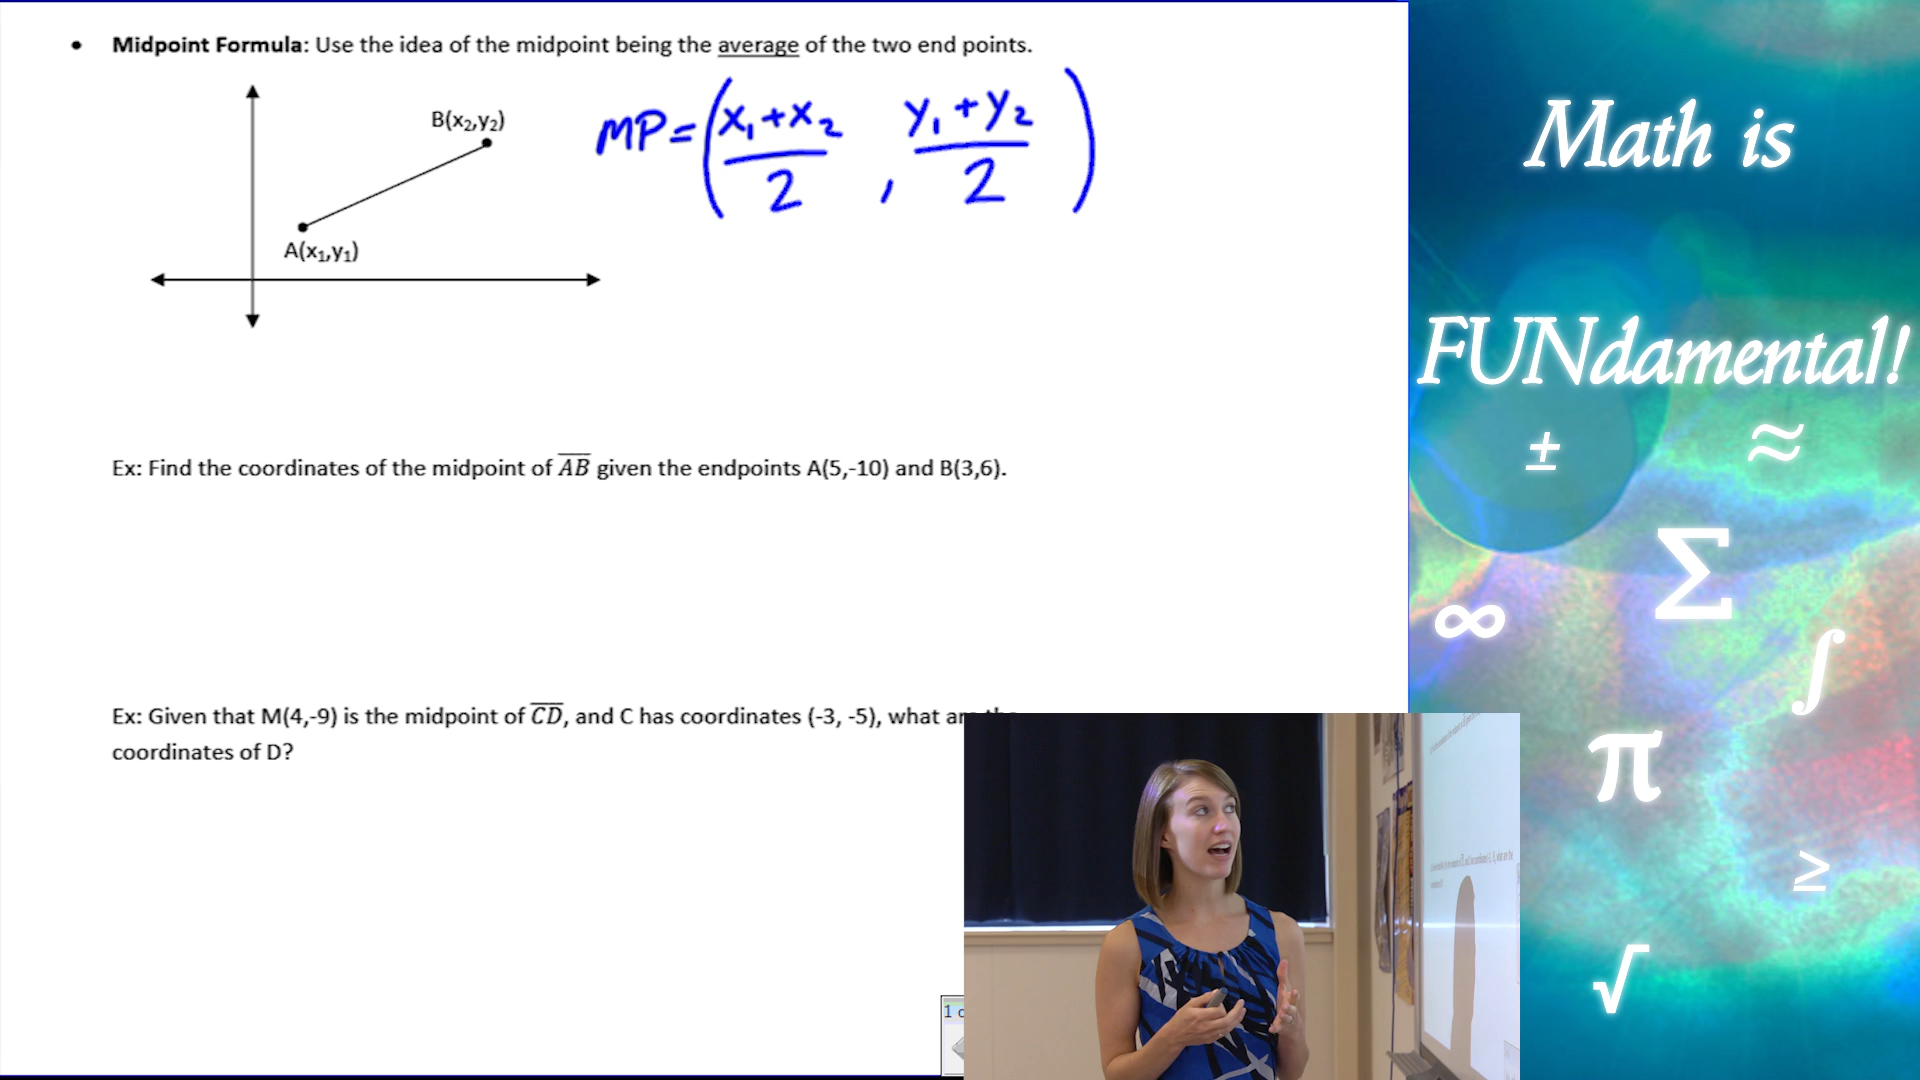 • Midpoint Formula: Use the idea of the midpoint being the average of the two end points.
B(x₂,y₂)
A(x₁,y₁)
MP=(x₁+x₂/2, y₁+y₂/2)
Ex: Find the coordinates of the midpoint of AB given the endpoints A(5,-10) and B(3,6).
Ex: Given that M(4,-9) is the midpoint of CD, and C has coordinates (-3, -5), what are the
coordinates of D?
Math is
FUNdamental!
± ≈
Σ
∞
∫
π
≥
√